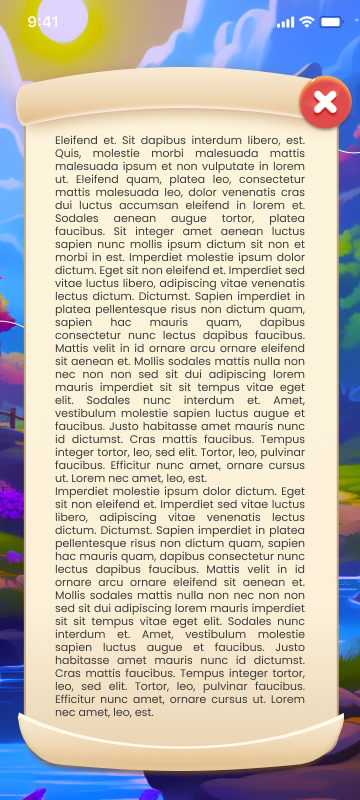 9:41
Eleifend et. Sit dapibus interdum libero, est.
Quis, molestie morbi malesuada mattis
malesuada ipsum et non vulputate in lorem
ut. Eleifend quam, platea leo, consectetur
mattis malesuada leo, dolor venenatis cras
dui luctus accumsan eleifend in lorem et.
Sodales aenean augue tortor, platea
faucibus. Sit integer amet aenean luctus
sapien nunc mollis ipsum dictum sit non et
morbi in est. Imperdiet molestie ipsum dolor
dictum. Eget sit non eleifend et. Imperdiet sed
vitae luctus libero, adipiscing vitae venenatis
lectus dictum. Dictumst. Sapien imperdiet in
platea pellentesque risus non dictum quam,
sapien hac mauris quam, dapibus
consectetur nunc lectus dapibus faucibus.
Mattis velit in id ornare arcu ornare eleifend
sit aenean et. Mollis sodales mattis nulla non
nec non non sed sit dui adipiscing lorem
mauris imperdiet sit sit tempus vitae eget
elit. Sodales nunc interdum et. Amet,
vestibulum molestie sapien luctus augue et
faucibus. Justo habitasse amet mauris nunc
id dictumst. Cras mattis faucibus. Tempus
integer tortor, leo, sed elit. Tortor, leo, pulvinar
faucibus. Efficitur nunc amet, ornare cursus
ut. Lorem nec amet, leo, est.
Imperdiet molestie ipsum dolor dictum. Eget
sit non eleifend et. Imperdiet sed vitae luctus
libero, adipiscing vitae venenatis lectus
dictum. Dictumst. Sapien imperdiet in platea
pellentesque risus non dictum quam, sapien
hac mauris quam, dapibus consectetur nunc
lectus dapibus faucibus. Mattis velit in id
ornare arcu ornare eleifend sit aenean et.
Mollis sodales mattis nulla non nec non non
sed sit dui adipiscing lorem mauris imperdiet
sit sit tempus vitae eget elit. Sodales nunc
interdum et. Amet, vestibulum molestie
sapien luctus augue et faucibus. Justo
habitasse amet mauris nunc id dictumst.
Cras mattis faucibus. Tempus integer tortor,
leo, sed elit. Tortor, leo, pulvinar faucibus.
Efficitur nunc amet, ornare cursus ut. Lorem
nec amet, leo, est.